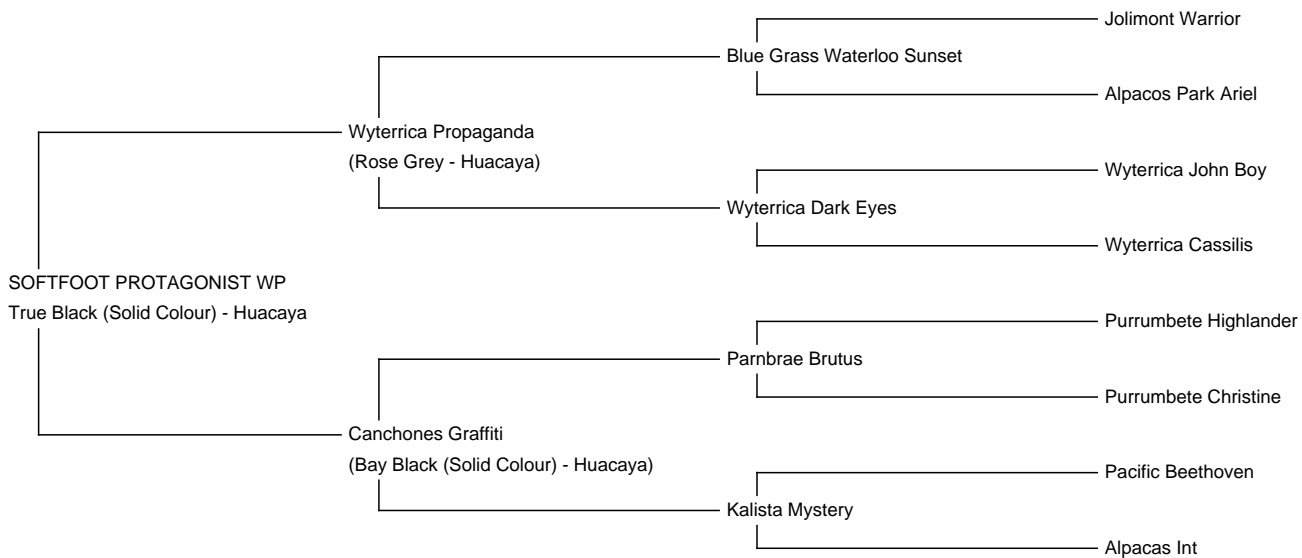 Jolimont Warrior
Blue Grass Waterloo Sunset
Alpacos Park Ariel
Wyterrica Propaganda
(Rose Grey - Huacaya)
Wyterrica John Boy
Wyterrica Dark Eyes
Wyterrica Cassilis
SOFTFOOT PROTAGONIST WP
True Black (Solid Colour) - Huacaya
Purrumbete Highlander
Parnbrae Brutus
Purrumbete Christine
Canchones Graffiti
(Bay Black (Solid Colour) - Huacaya)
Pacific Beethoven
Kalista Mystery
Alpacas Int